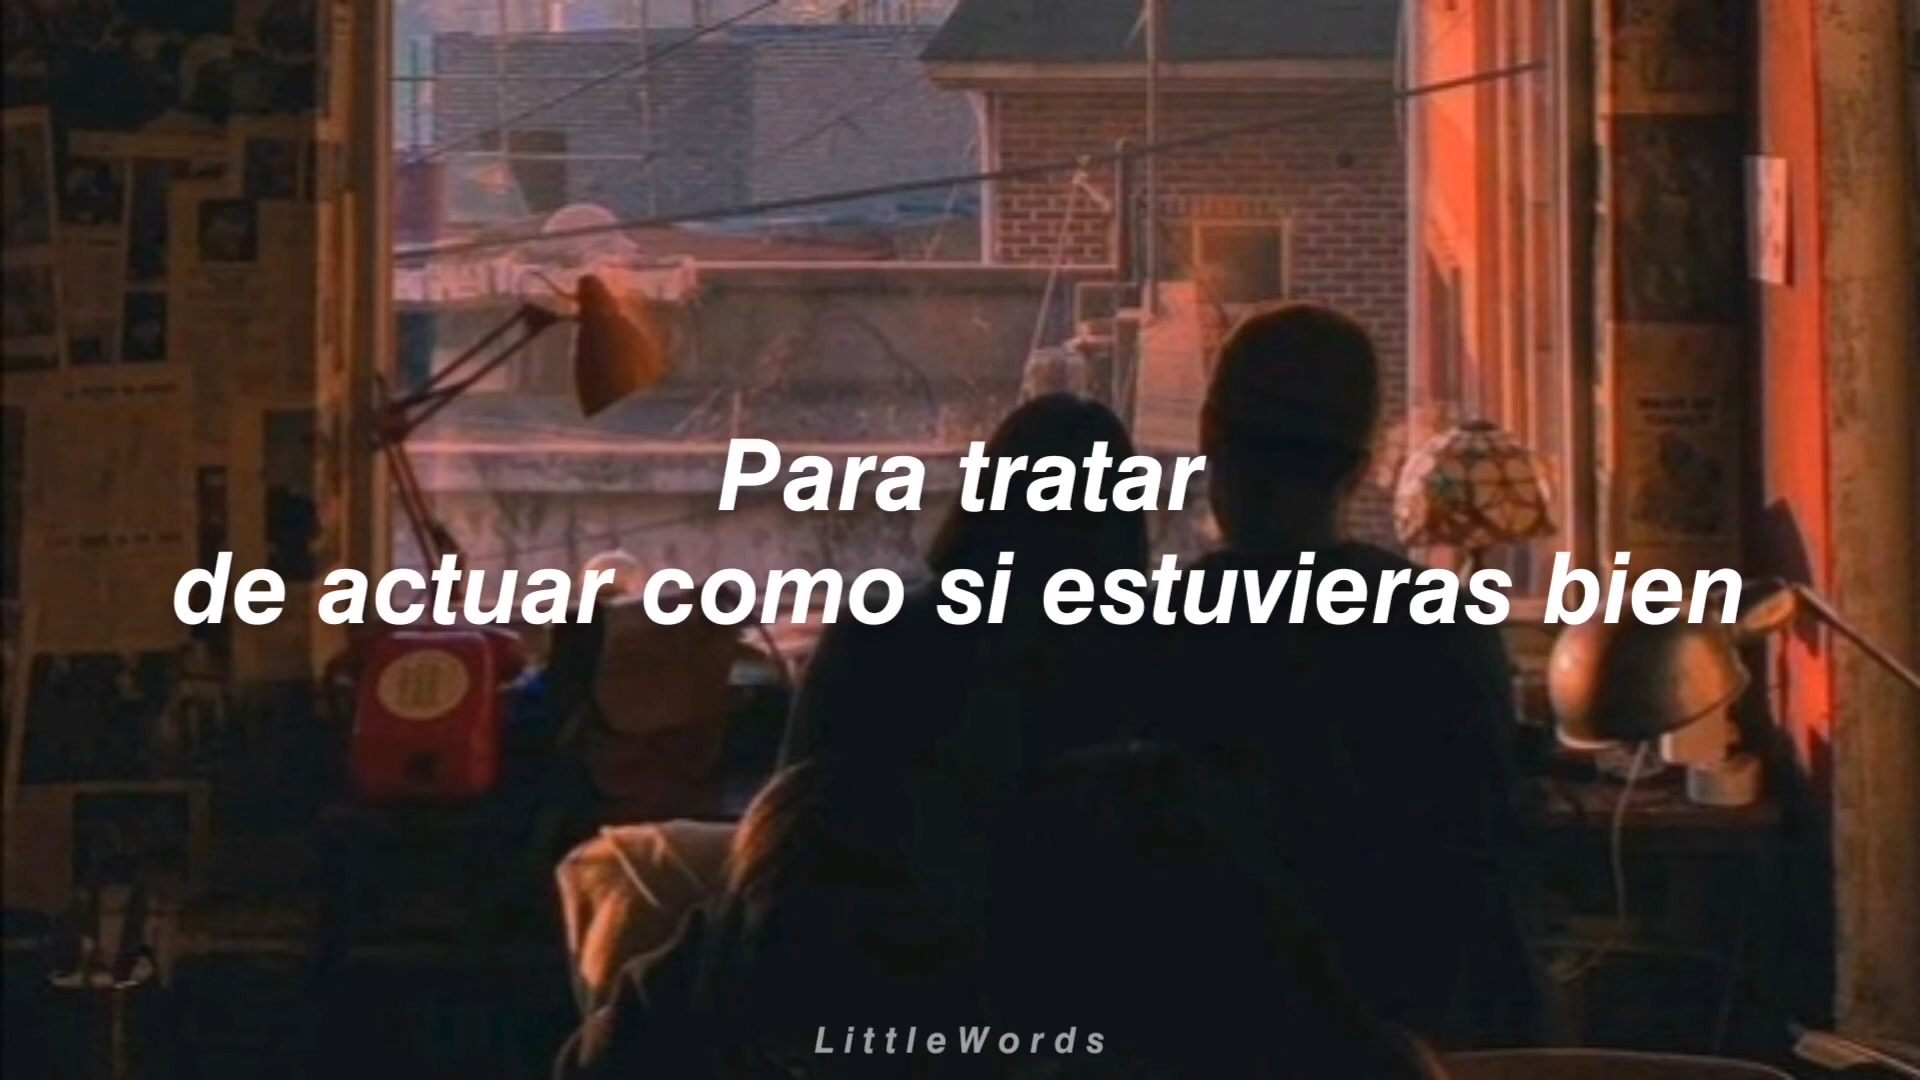 Para tratar
de actuar como si estuvieras bien
LittleWords